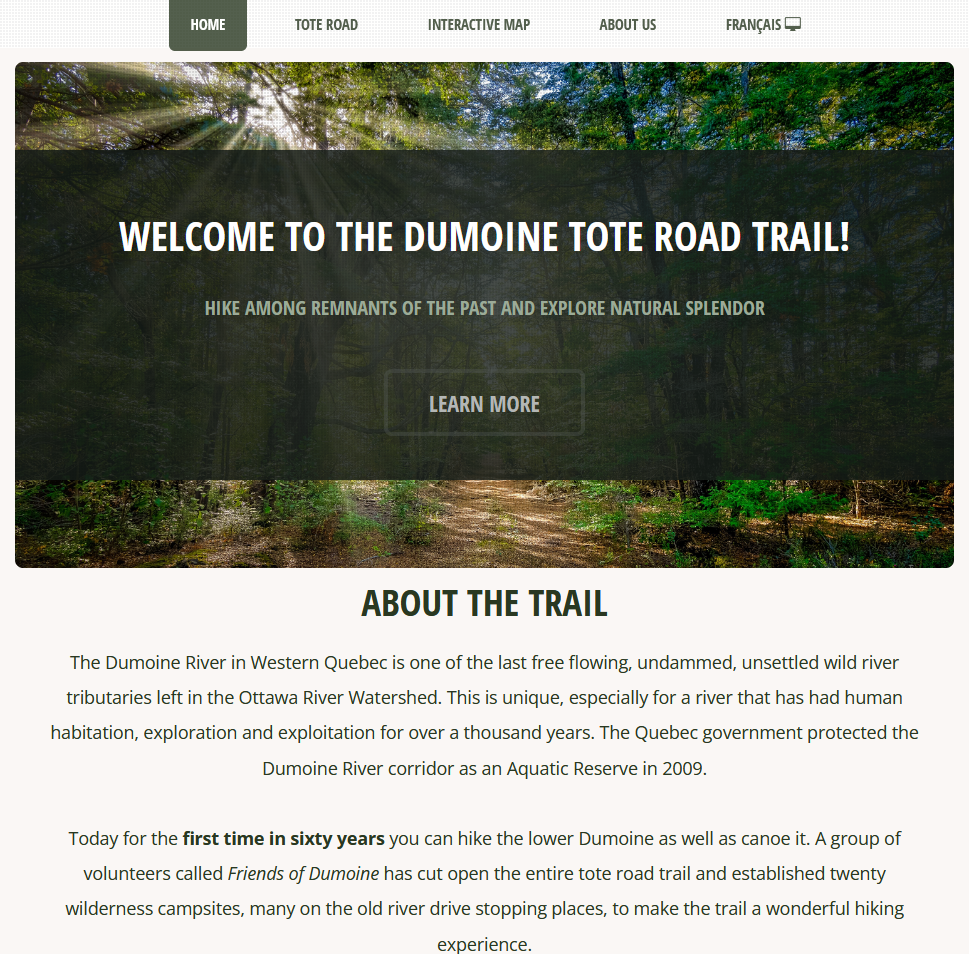 HOME TOTE ROAD INTERACTIVE MAP ABOUT US FRANÇAIS
WELCOME TO THE DUMOINE TOTE ROAD TRAIL!
HIKE AMONG REMNANTS OF THE PAST AND EXPLORE NATURAL SPLENDOR
LEARN MORE
ABOUT THE TRAIL
The Dumoine River in Western Quebec is one of the last free flowing, undammed, unsettled wild river
tributaries left in the Ottawa River Watershed. This is unique, especially for a river that has had human
habitation, exploration and exploitation for over a thousand years. The Quebec government protected the
Dumoine River corridor as an Aquatic Reserve in 2009.
Today for the first time in sixty years you can hike the lower Dumoine as well as canoe it. A group of
volunteers called Friends of Dumoine has cut open the entire tote road trail and established twenty
wilderness campsites, many on the old river drive stopping places, to make the trail a wonderful hiking
experience.